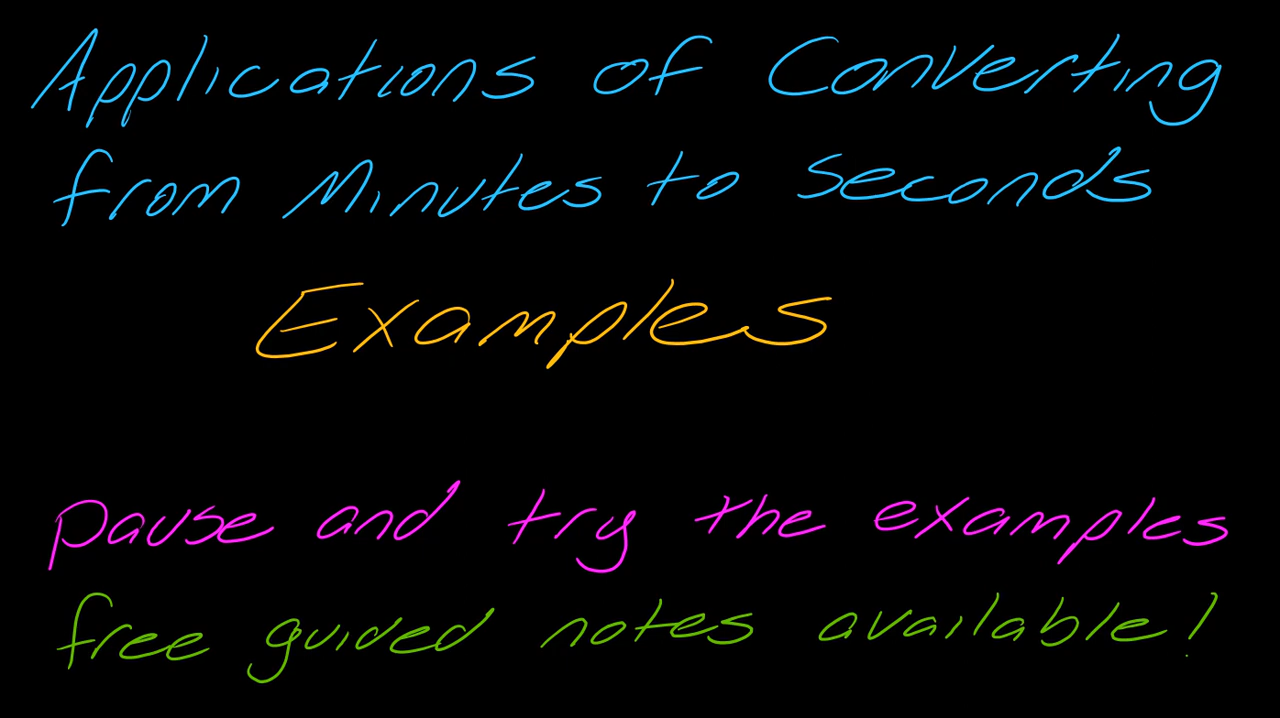 Applications of Converting
from Minutes to seconds
Examples
pause and try the examples
free guided notes available!